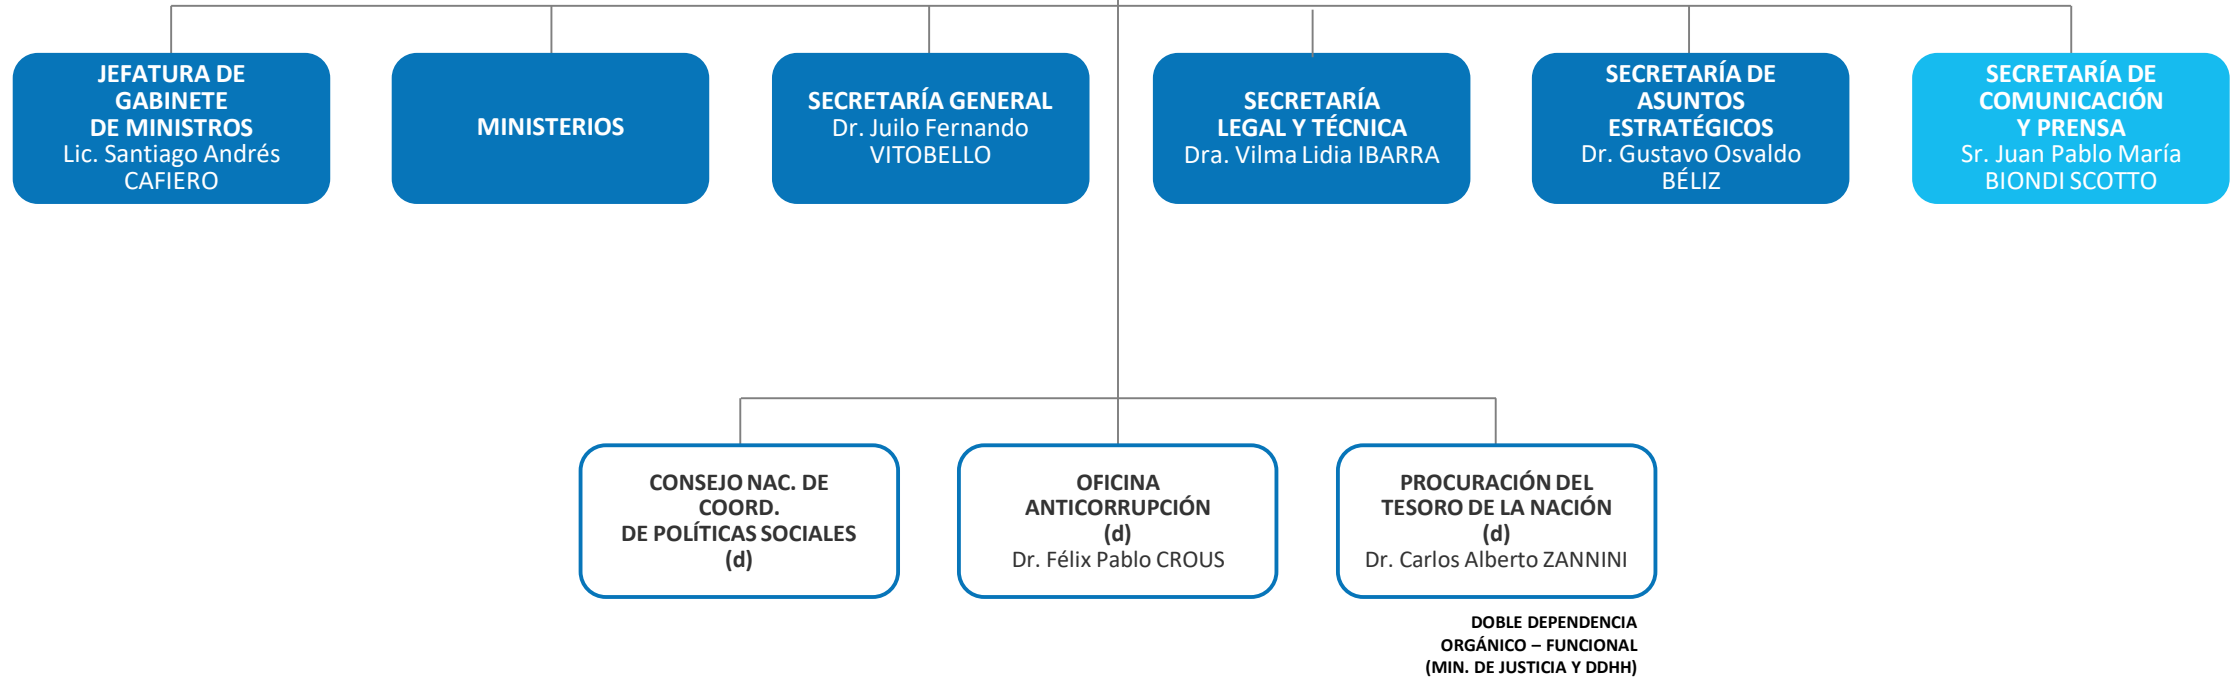 JEFATURA DE
GABINETE
DE MINISTROS
Lic. Santiago Andrés
CAFIERO
MINISTERIOS
SECRETARÍA GENERAL
Dr. Juilo Fernando
VITOBELLO
SECRETARÍA
LEGAL Y TÉCNICA
Dra. Vilma Lidia IBARRA
SECRETARÍA DE
ASUNTOS
ESTRATÉGICOS
Dr. Gustavo Osvaldo
BÉLIZ
SECRETARÍA DE
COMUNICACIÓN
Y PRENSA
Sr. Juan Pablo María
BIONDI SCOTTO
CONSEJO NAC. DE
COORD.
DE POLÍTICAS SOCIALES
(d)
OFICINA
ANTICORRUPCIÓN
(d)
Dr. Félix Pablo CROUS
PROCURACIÓN DEL
TESORO DE LA NACIÓN
(d)
Dr. Carlos Alberto ZANNINI
DOBLE DEPENDENCIA
ORGÁNICO – FUNCIONAL
(MIN. DE JUSTICIA Y DDHH)